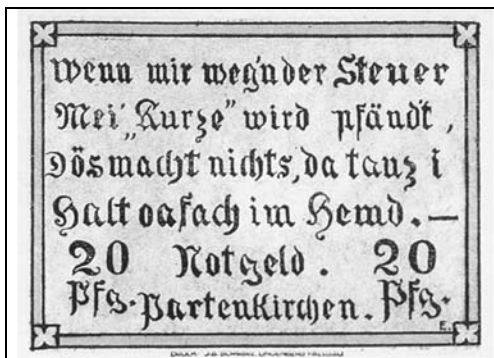 Wenn mir weg'nder Steuer
Mei „Kurze" wird pfändt,
Dös macht nichts, da tanz i
Halt oafach im Hemd. —
20 Notgeld. 20
Pfg. Partenkirchen. Pfg.
E.